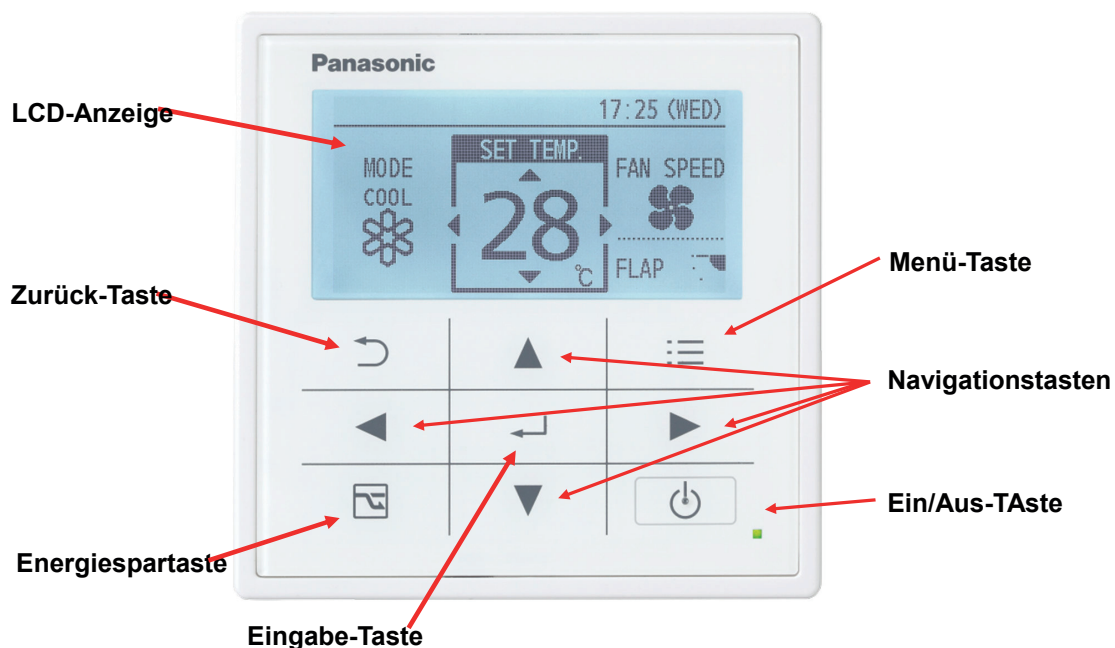 Panasonic
LCD-Anzeige
17:25 (WED)
SET TEMP.
MODE
COOL
28
°C
FAN SPEED
FLAP
Menü-Taste
Zurück-Taste
Navigationstasten
Ein/Aus-TAste
Energiespartaste
Eingabe-Taste